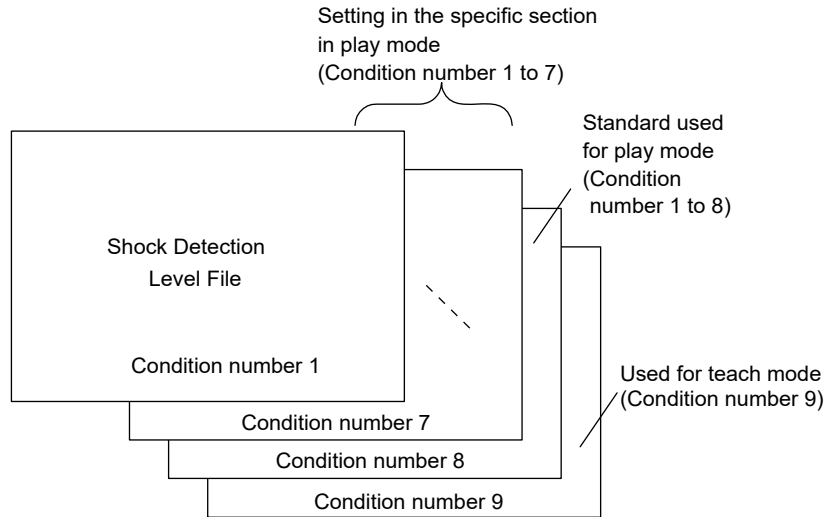 Setting in the specific section
in play mode
(Condition number 1 to 7)
Standard used
for play mode
(Condition
number 1 to 8)
Shock Detection
Level File
Condition number 1
Used for teach mode
(Condition number 9)
Condition number 7
Condition number 8
Condition number 9